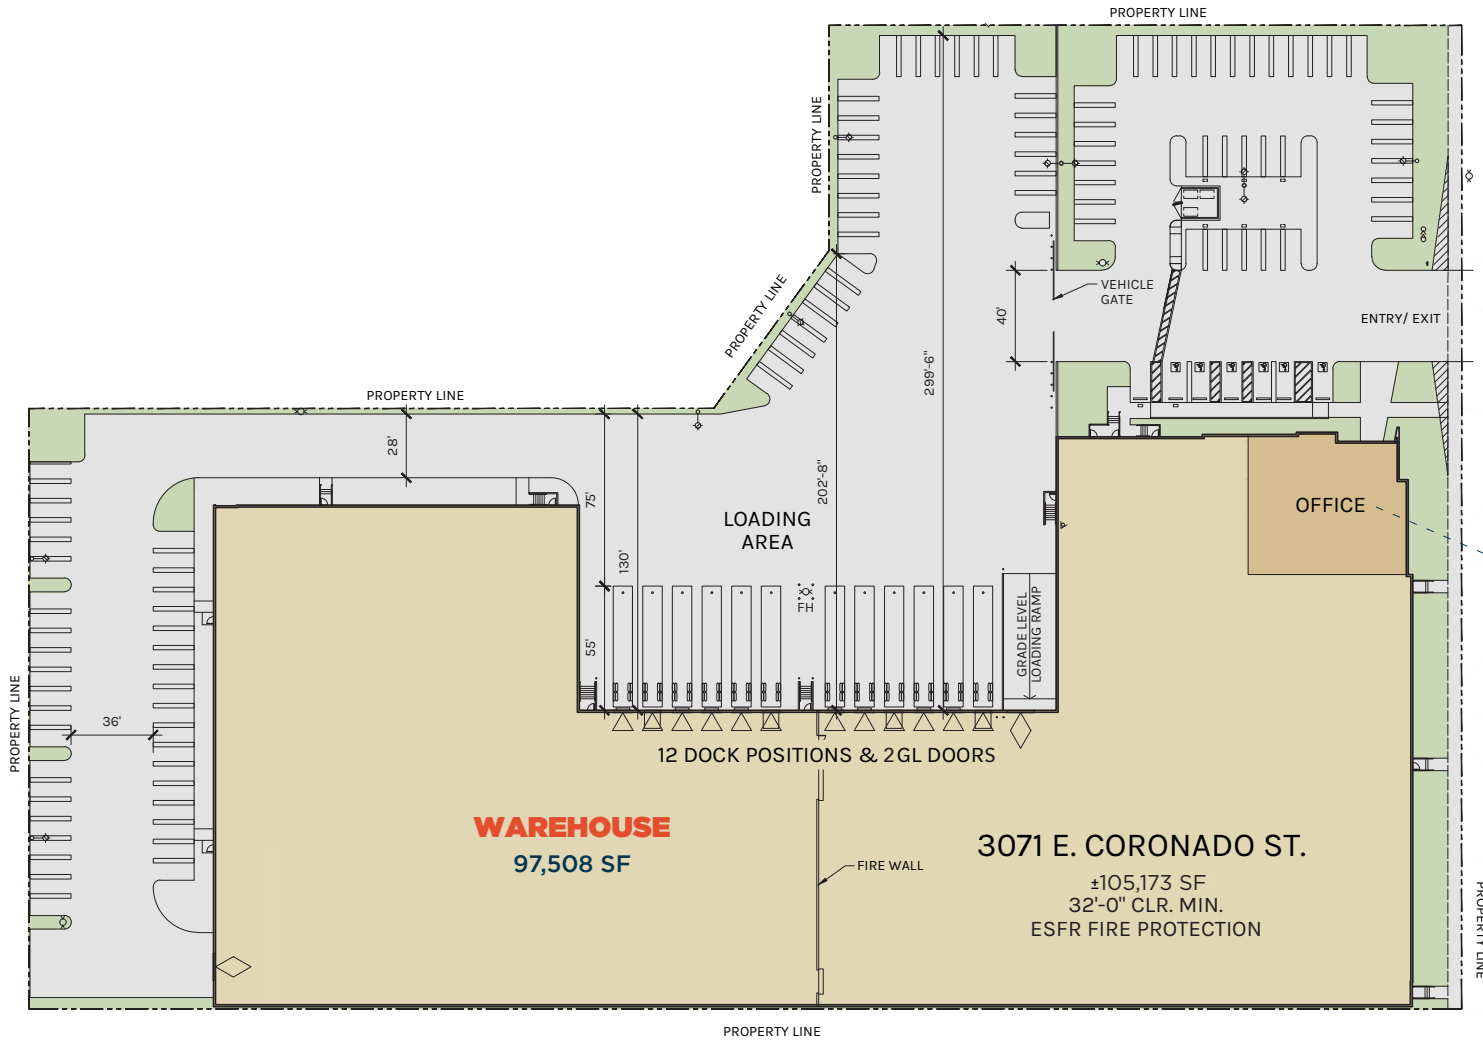 PROPERTY LINE
PROPERTY LINE
PROPERTY LINE
PROPERTY LINE
VEHICLE
GATE
40'
ENTRY/ EXIT
299'-6"
28'
202'-8"
75'
LOADING
AREA
OFFICE
130'
FH
55'
GRADE LEVEL
LOADING RAMP
PROPERTY LINE
36'
12 DOCK POSITIONS & 2GL DOORS
WAREHOUSE
97,508 SF
FIRE WALL
3071 E. CORONADO ST.
±105,173 SF
32'-0" CLR. MIN.
ESFR FIRE PROTECTION
PROPERTY LINE
PROPERTY LINE